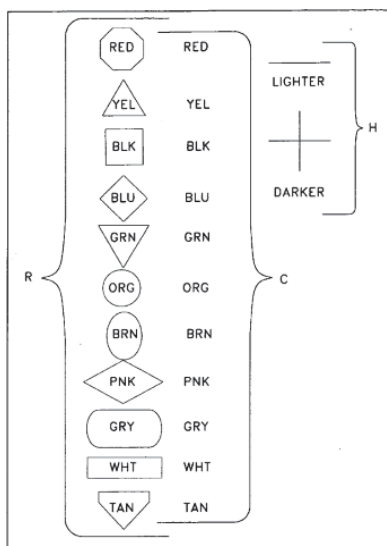 RED RED
LIGHTER
YEL YEL
H
BLK BLK
DARKER
BLU BLU
GRN GRN
R
ORG ORG
C
BRN BRN
PNK PNK
GRY GRY
WHT WHT
TAN TAN